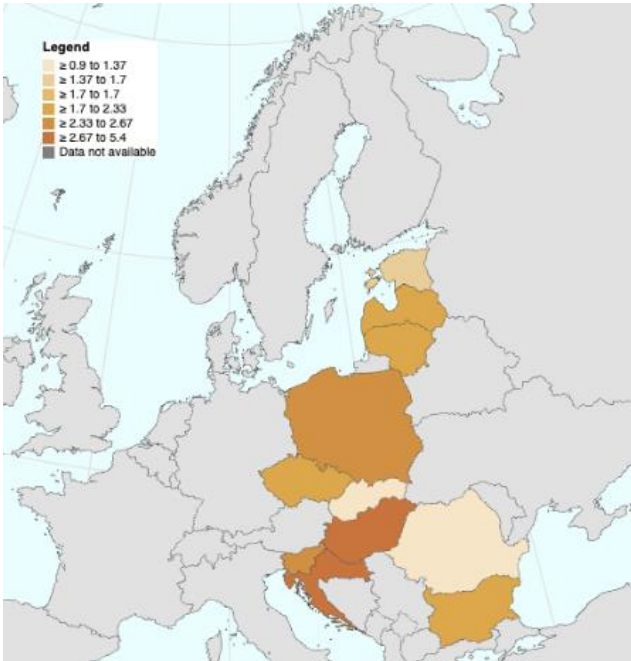 Legend
≥ 0.9 to 1.37
≥ 1.37 to 1.7
≥ 1.7 to 1.7
≥ 1.7 to 2.33
≥ 2.33 to 2.67
≥ 2.67 to 5.4
Data not available